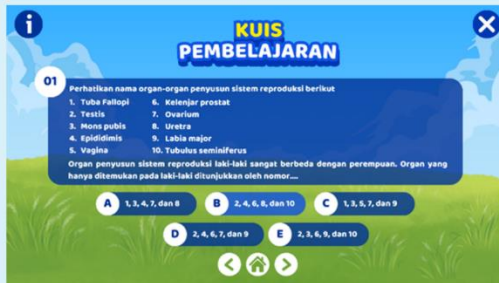 KUIS
PEMBELAJARAN
01
Perhatikan nama organ-organ penyusun sistem reproduksi berikut
1. Tuba Fallopi 6. Kelenjar prostat
2. Testis 7. Ovarium
3. Mons pubis 8. Uretra
4. Epididimis 9. Labia major
5. Vagina 10. Tubulus seminiferus
Organ penyusun sistem reproduksi laki-laki sangat berbeda dengan perempuan. Organ yang
hanya ditemukan pada laki-laki ditunjukkan oleh nomor....
A 1, 3, 4, 7, dan 8 B 2, 4, 6, 8, dan 10 C 1, 3, 5, 7, dan 9
D 2, 4, 6, 7, dan 9 E 2, 3, 6, 9, dan 10